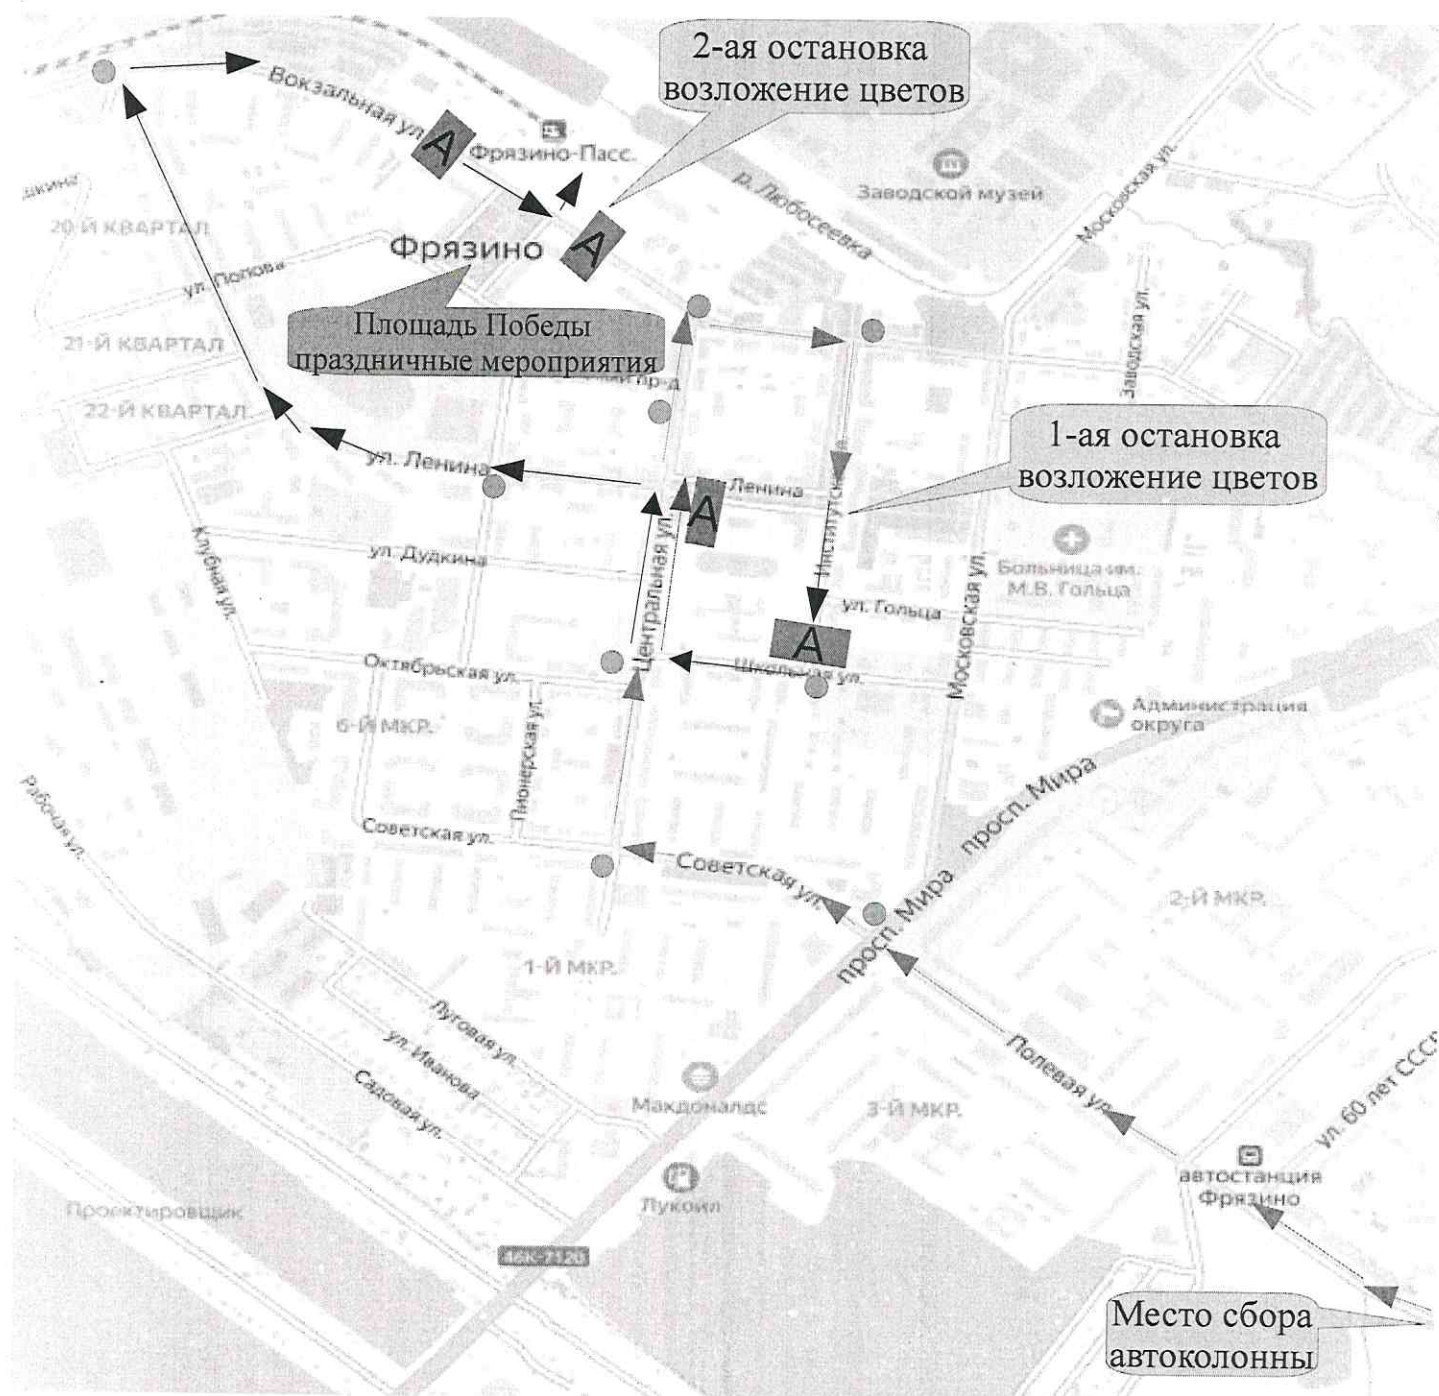 2-ая остановка
возложение цветов
Вокзальная ул.
А
Фрязино-Пасс.
р. Любосеевка
Заводской музей
Московская ул.
20-Й КВАРТАЛ
Фрязино
А
ул. Попова
Заводская ул.
Площадь Победы
праздничные мероприятия
21-Й КВАРТАЛ
пр-д
22-Й КВАРТАЛ
1-ая остановка
возложение цветов
ул. Ленина
Ленина
А
Клубная ул.
ул. Дудкина
Центральная ул.
Больница им.
М.В. Гольца
ул. Гольца
Московская ул.
А
Октябрьская ул.
Школьная ул.
6-Й МКР.
Пионерская ул.
Администрация
округа
просп. Мира
Рабочая ул.
Советская ул.
Советская ул.
просп. Мира
2-Й МКР.
1-Й МКР.
Луговая ул.
ул. Иванова
Садовая ул.
Полевая ул.
Макдоналдс
3-Й МКР.
ул. 60 лет СССР
автостанция
Фрязино
Лукоил
Проектировщик
46К-7120
Место сбора
автоколонны